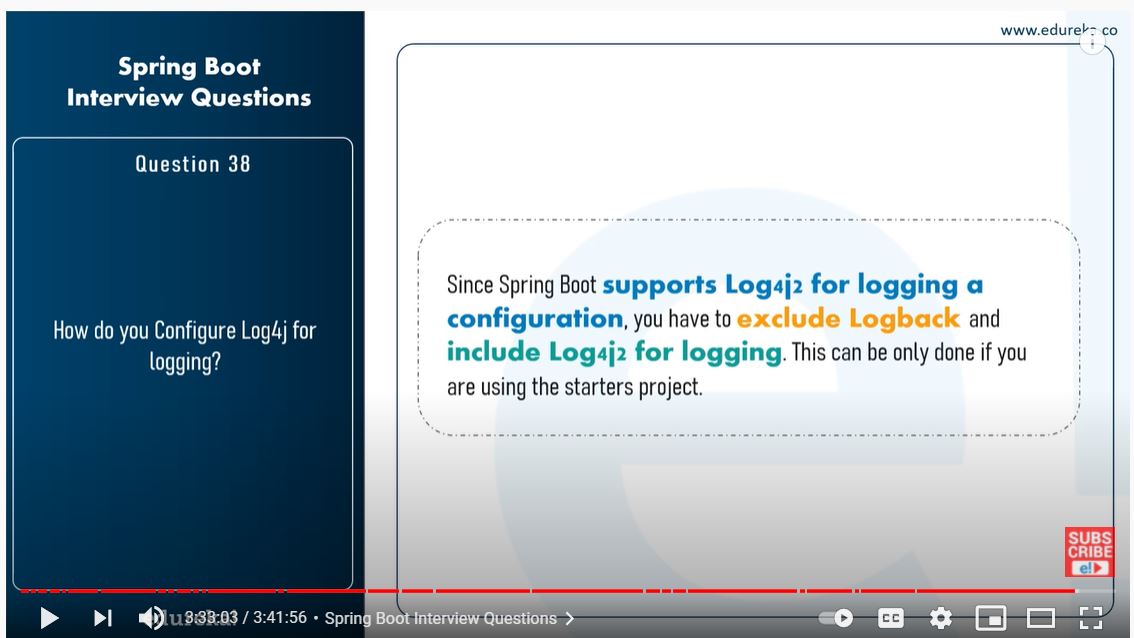 www.edureka.co
Spring Boot
Interview Questions
Question 38
How do you Configure Log4j for
logging?
Since Spring Boot supports Log4j2 for logging a
configuration, you have to exclude Logback and
include Log4j2 for logging. This can be only done if you
are using the starters project.
SUBS
CRIBE
e!
edureka!
3:33:03 / 3:41:56 • Spring Boot Interview Questions
CC